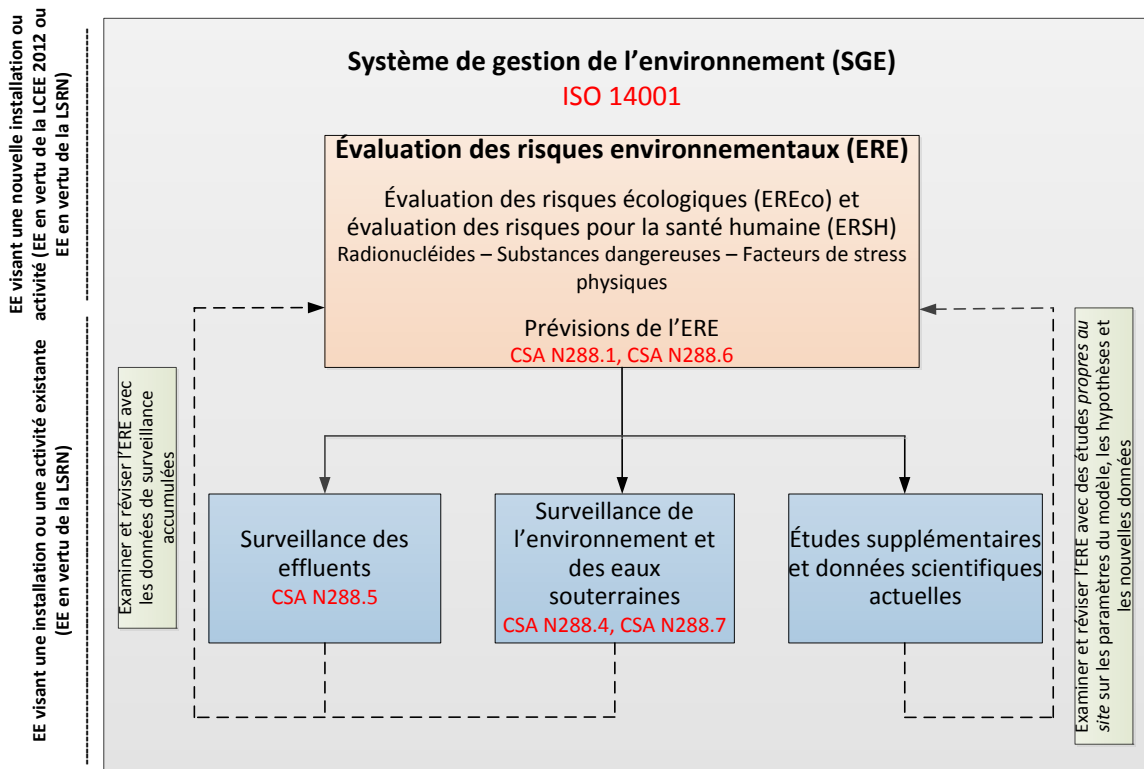 EE visant une nouvelle installation ou
activité (EE en vertu de la LCEE 2012 ou
EE en vertu de la LSRN)
EE visant une installation ou une activité existante
(EE en vertu de la LSRN)
Système de gestion de l’environnement (SGE)
ISO 14001
Évaluation des risques environnementaux (ERE)
Évaluation des risques écologiques (EREco) et
évaluation des risques pour la santé humaine (ERSH)
Radionucléides – Substances dangereuses – Facteurs de stress
physiques
Prévisions de l’ERE
CSA N288.1, CSA N288.6
Examiner et réviser l’ERE avec
les données de surveillance
accumulées
Surveillance des
effluents
CSA N288.5
Surveillance de
l’environnement et
des eaux
souterraines
CSA N288.4, CSA N288.7
Études supplémentaires
et données scientifiques
actuelles
Examiner et réviser l’ERE avec des études propres au
site sur les paramètres du modèle, les hypothèses et
les nouvelles données